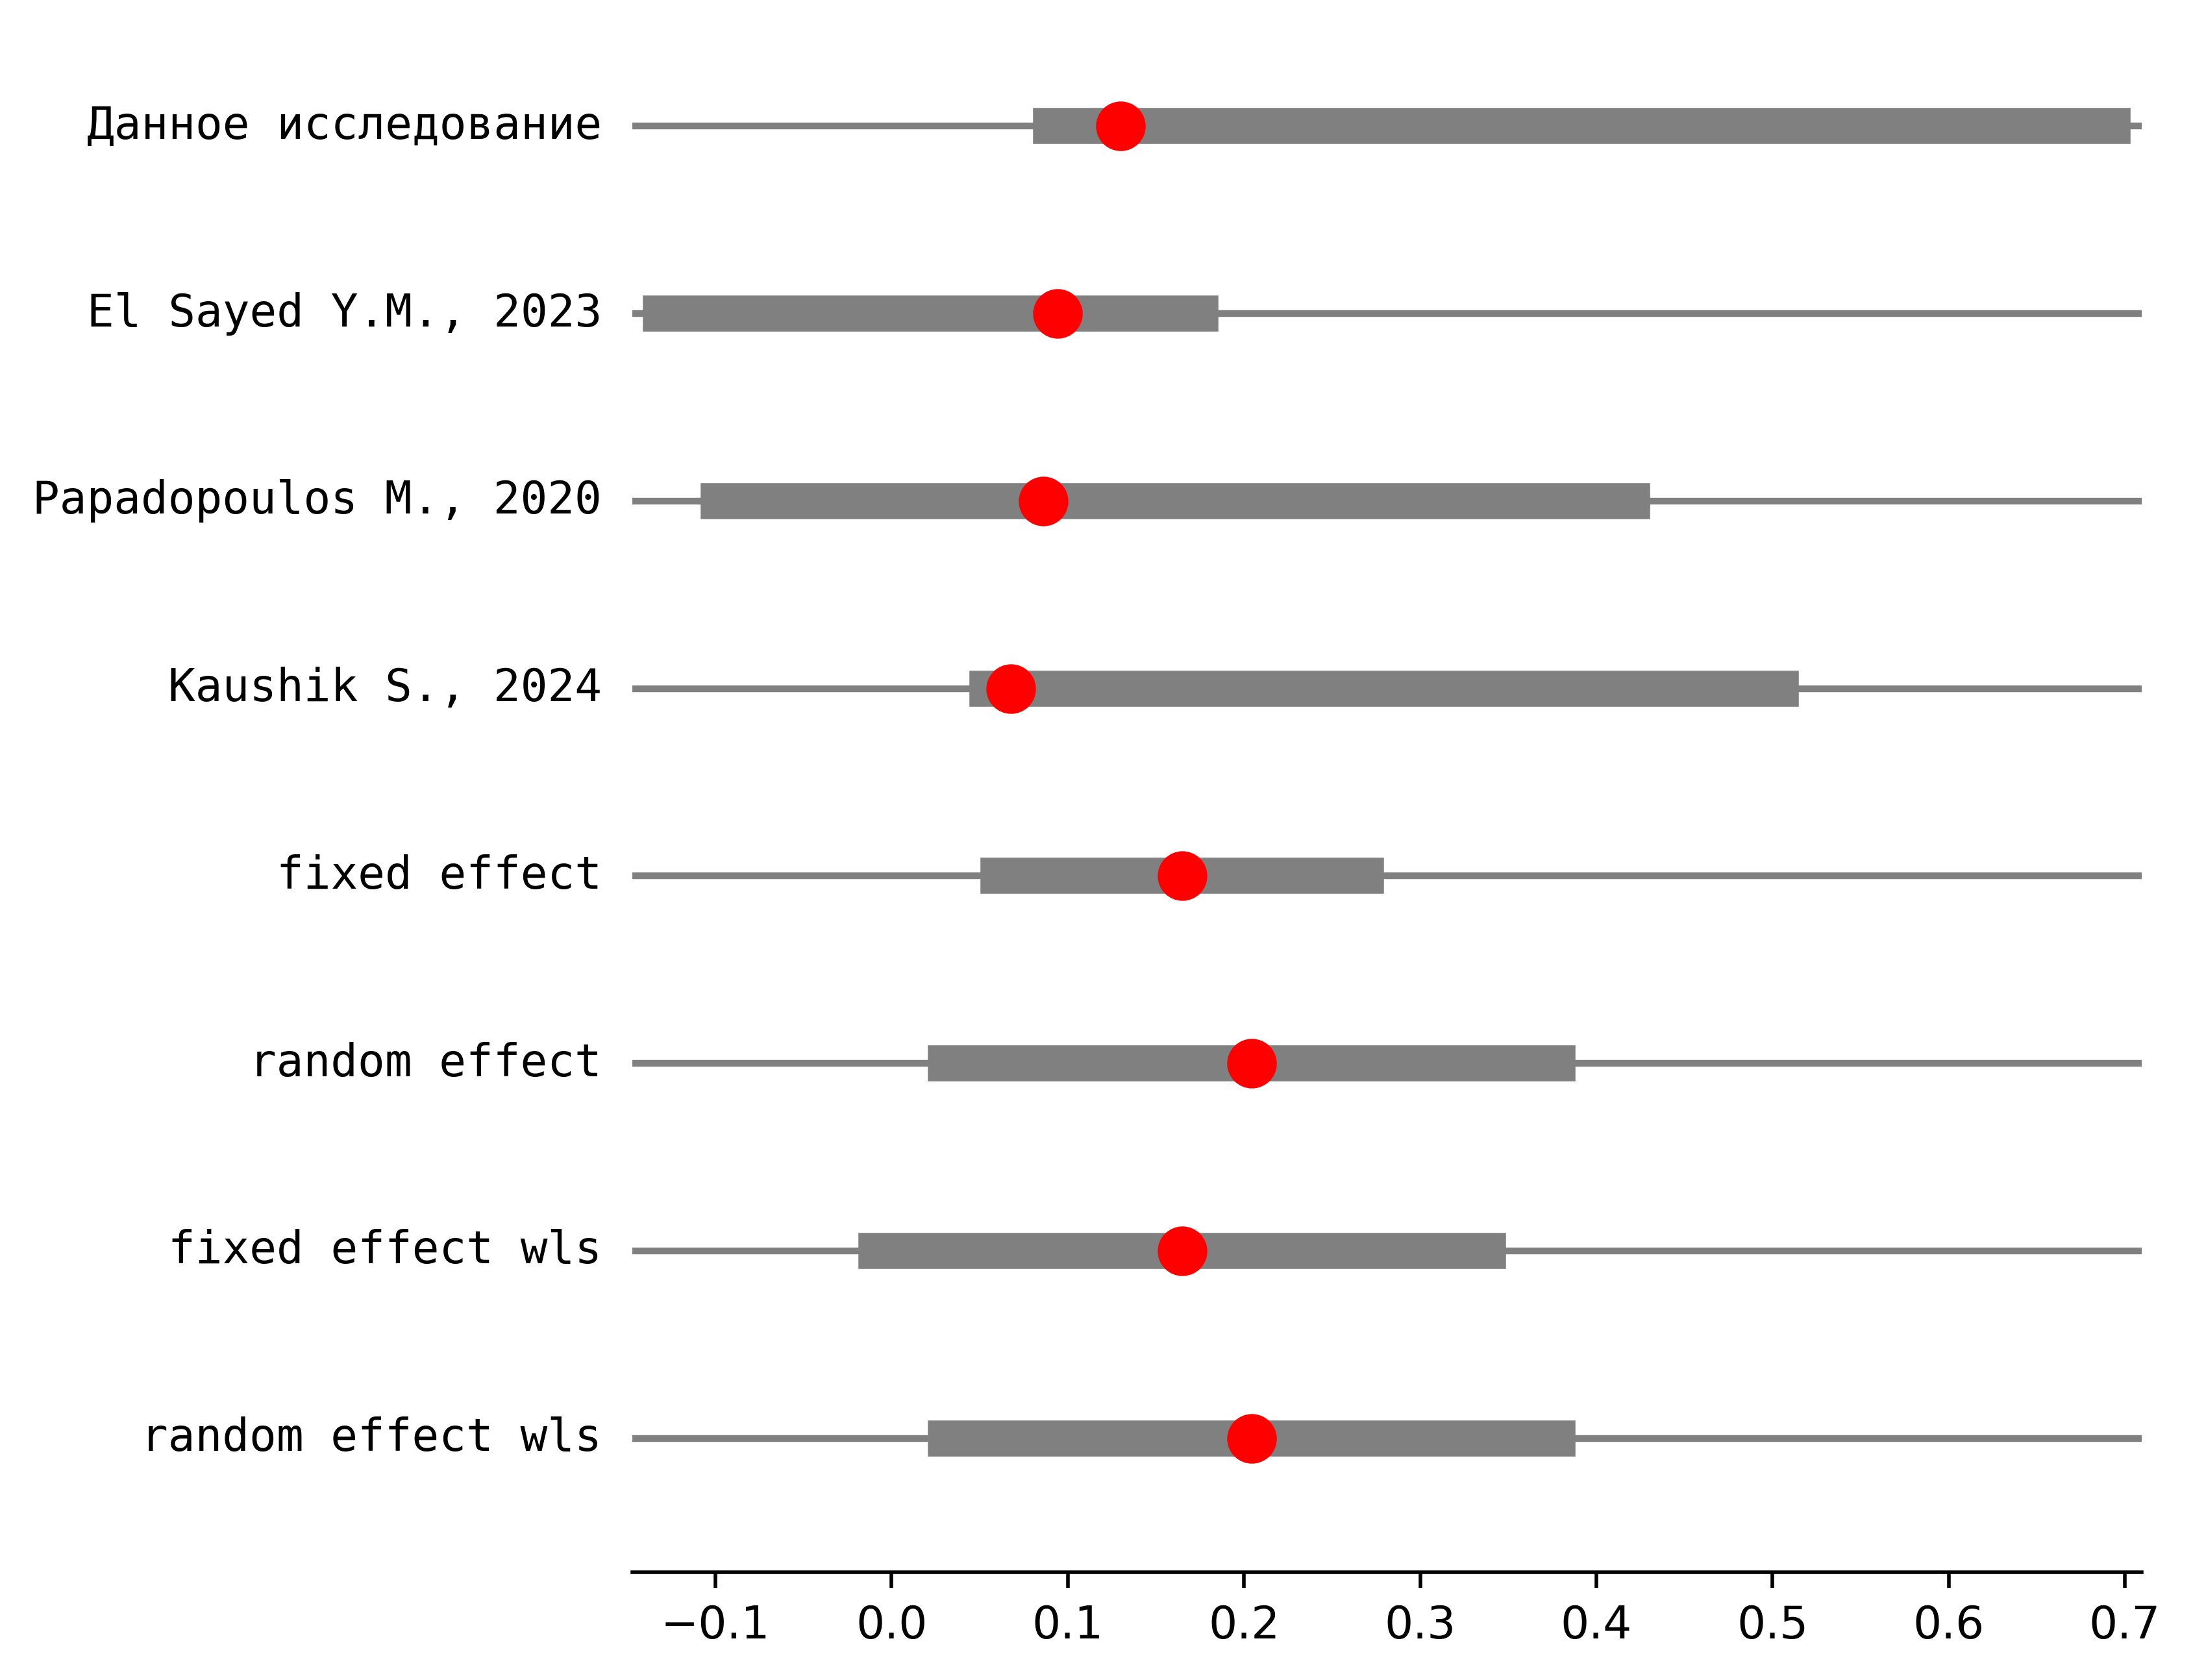 Данное исследование
El Sayed Y.M., 2023
Papadopoulos M., 2020
Kaushik S., 2024
fixed effect
random effect
fixed effect wls
random effect wls
−0.1 0.0 0.1 0.2 0.3 0.4 0.5 0.6 0.7